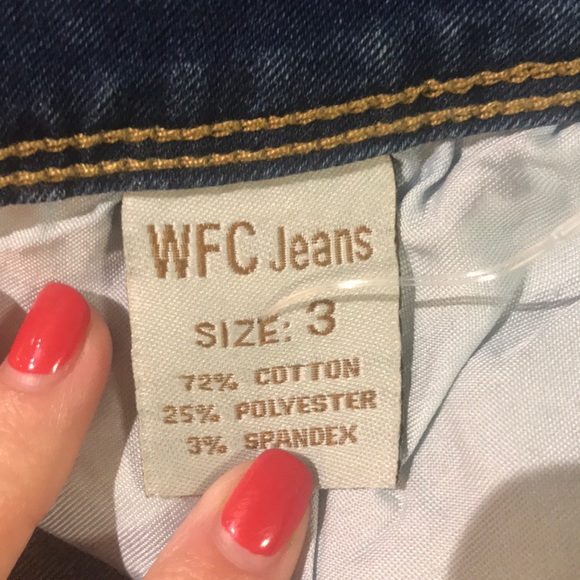 WFC Jeans
SIZE: 3
72% COTTON
25% POLYESTER
3% SPANDEX